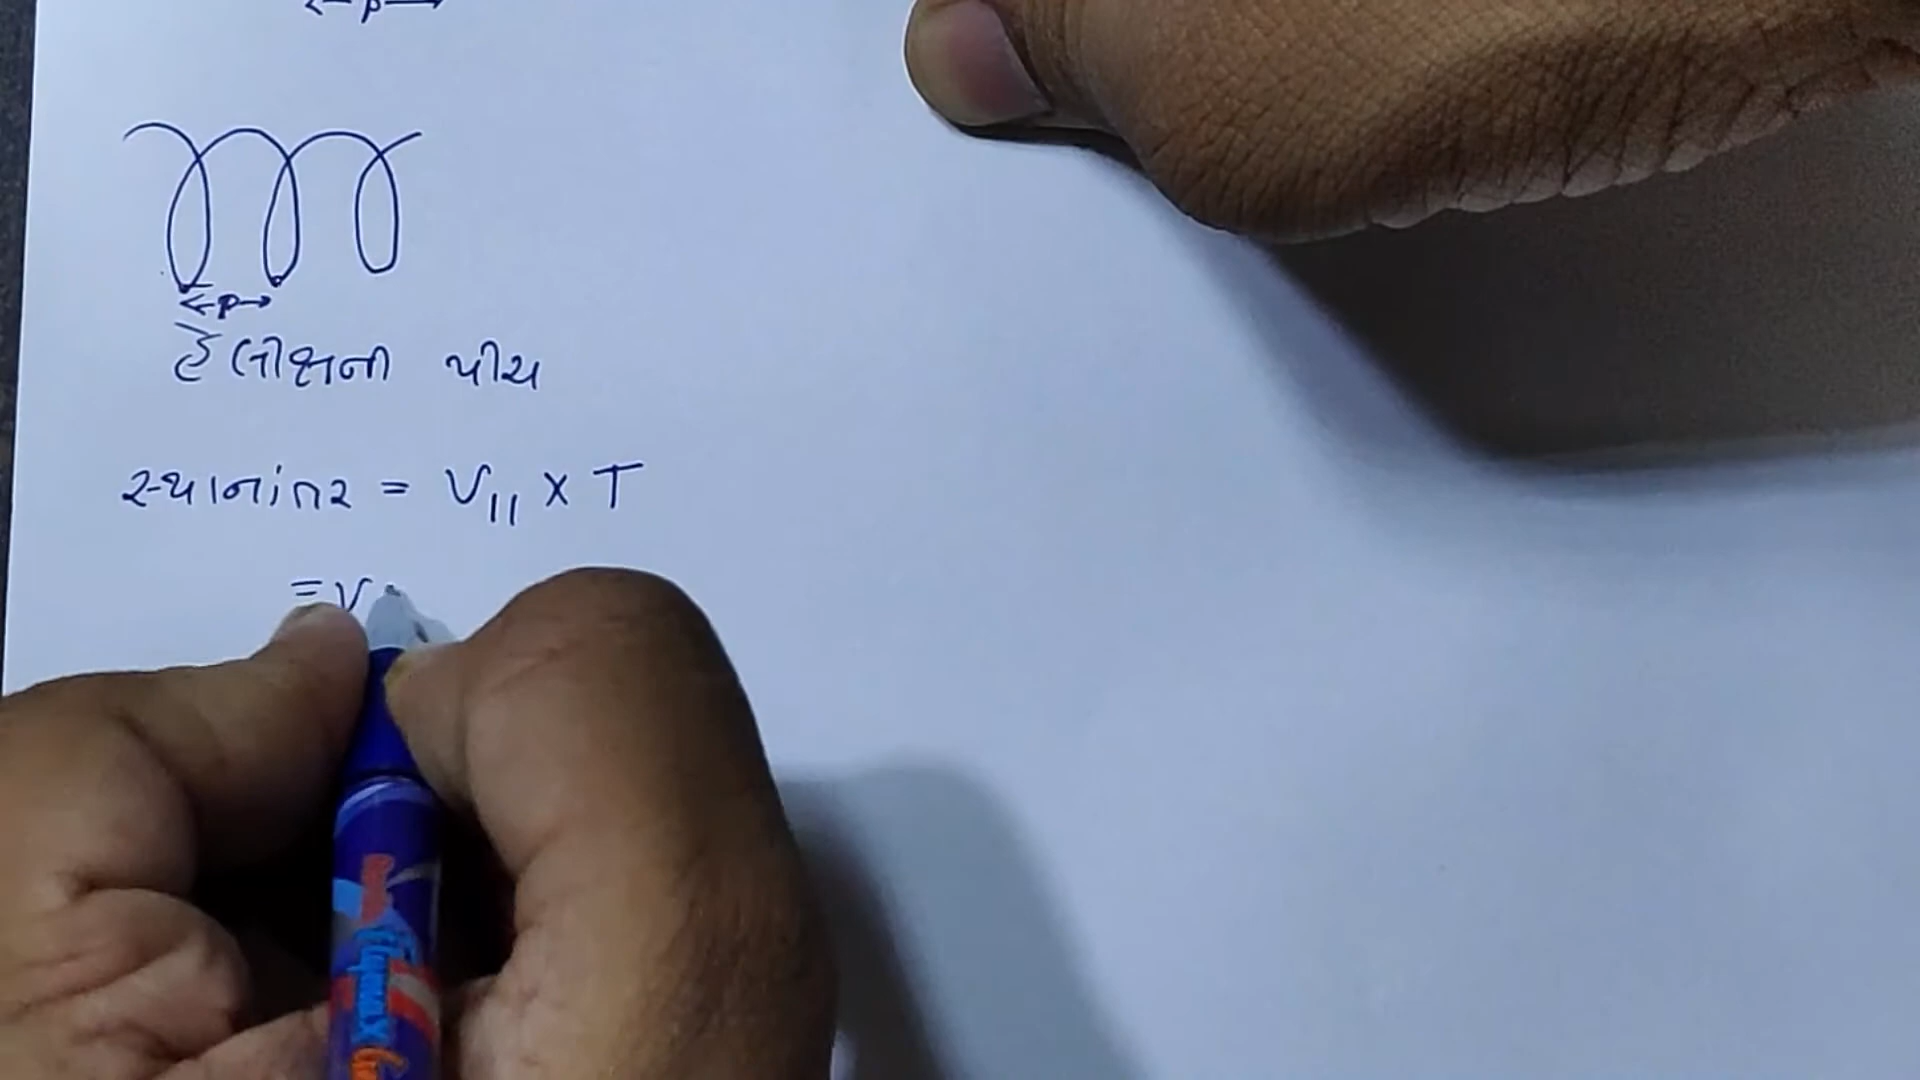 ← p →
← p →
હેલીક્ષની પીચ
સ્થાનાંતર = V₁₁ × T
= V